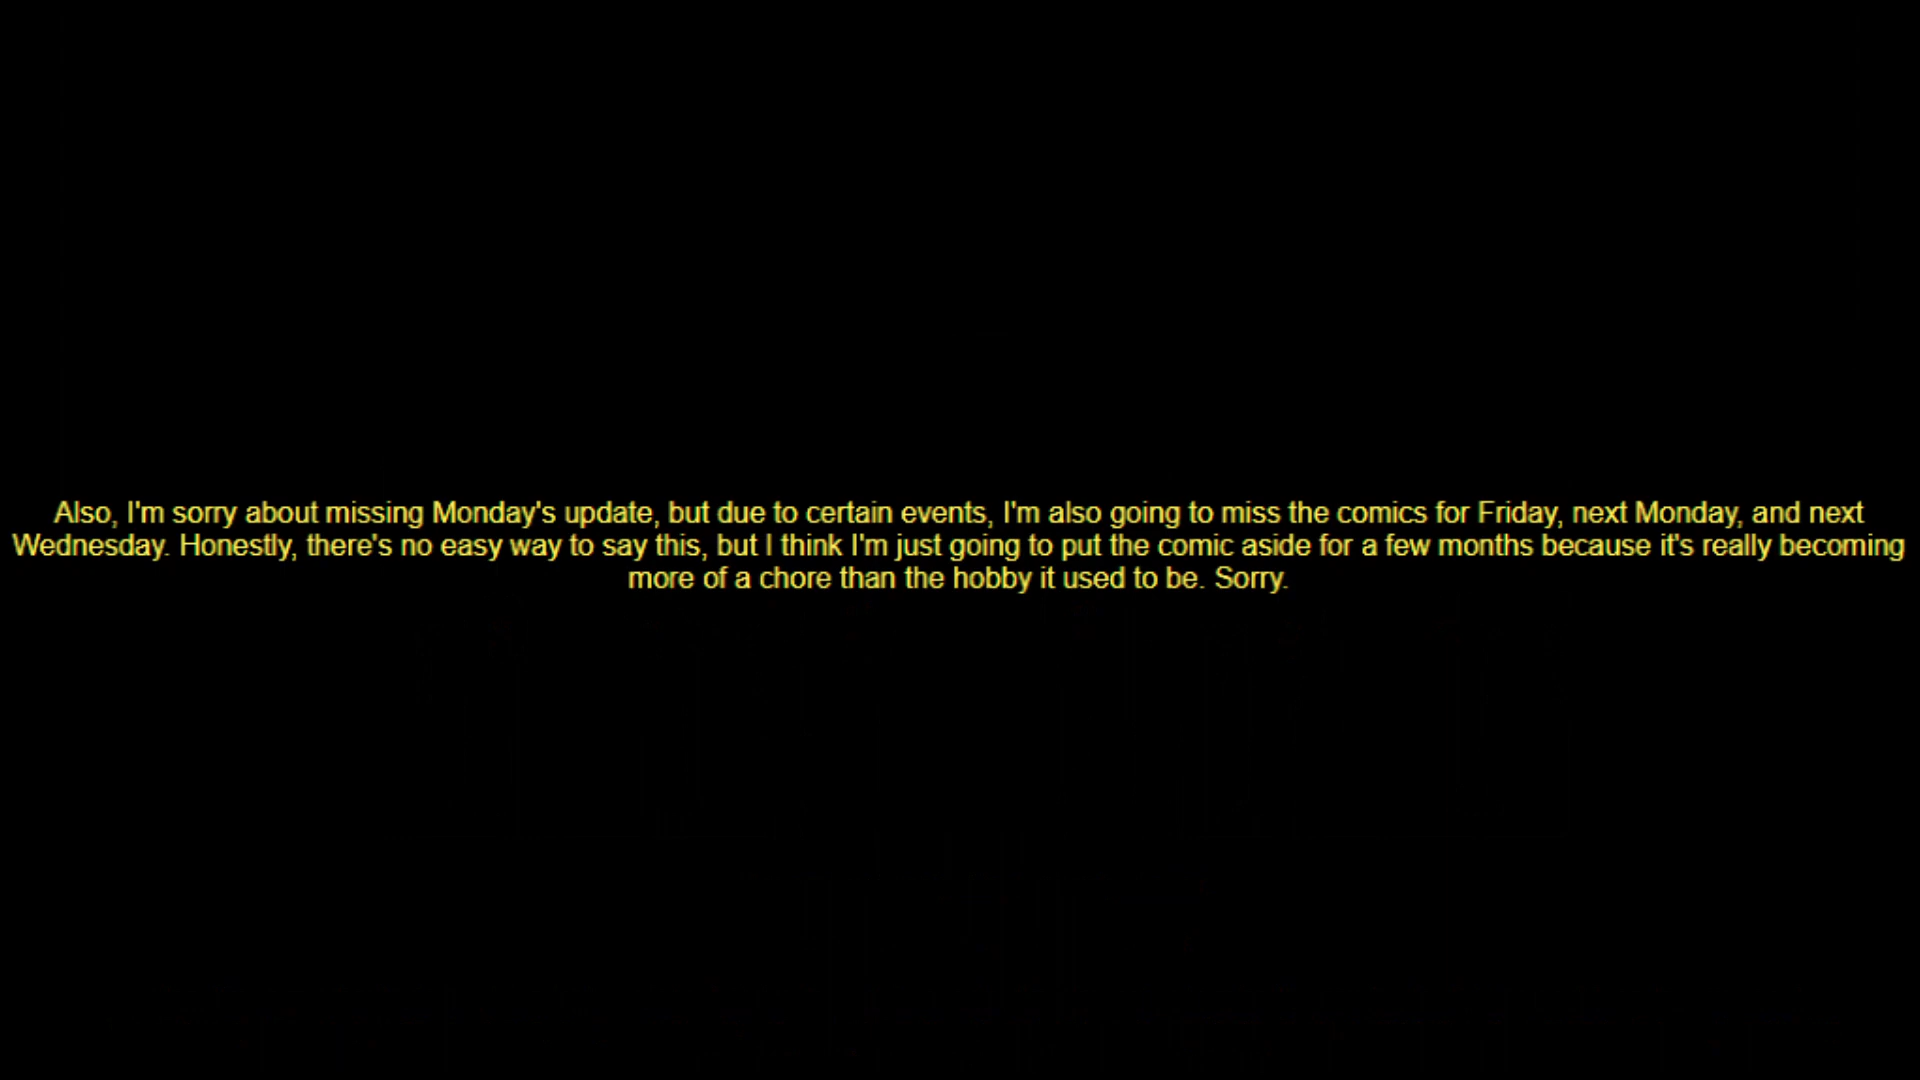 Also, I'm sorry about missing Monday's update, but due to certain events, I'm also going to miss the comics for Friday, next Monday, and next
Wednesday. Honestly, there's no easy way to say this, but I think I'm just going to put the comic aside for a few months because it's really becoming
more of a chore than the hobby it used to be. Sorry.